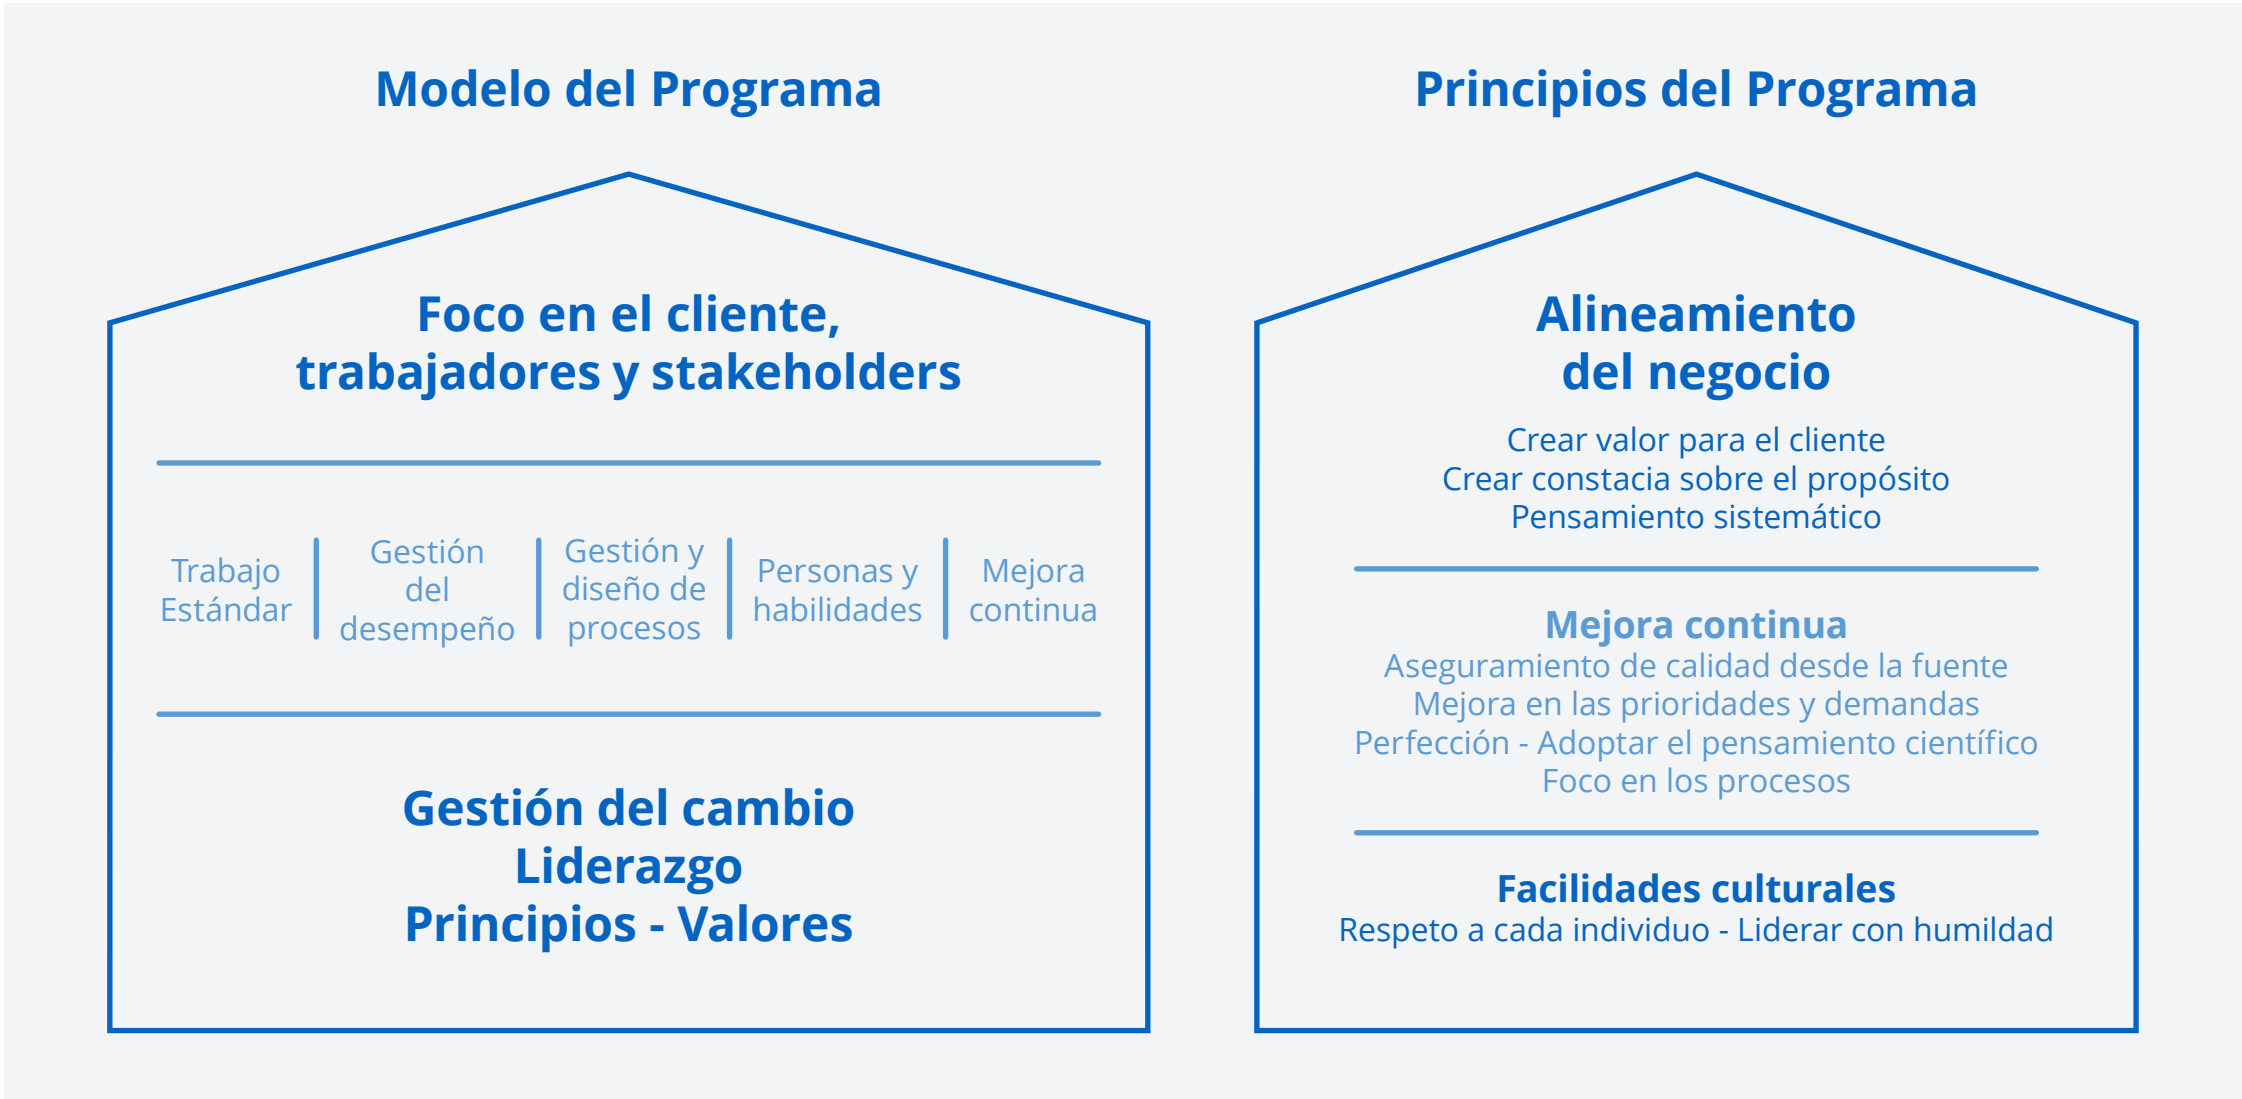 Modelo del Programa
Foco en el cliente,
trabajadores y stakeholders
Trabajo
Estándar
Gestión
del
desempeño
Gestión y
diseño de
procesos
Personas y
habilidades
Mejora
continua
Gestión del cambio
Liderazgo
Principios - Valores
Principios del Programa
Alineamiento
del negocio
Crear valor para el cliente
Crear constacia sobre el propósito
Pensamiento sistemático
Mejora continua
Aseguramiento de calidad desde la fuente
Mejora en las prioridades y demandas
Perfección - Adoptar el pensamiento científico
Foco en los procesos
Facilidades culturales
Respeto a cada individuo - Liderar con humildad